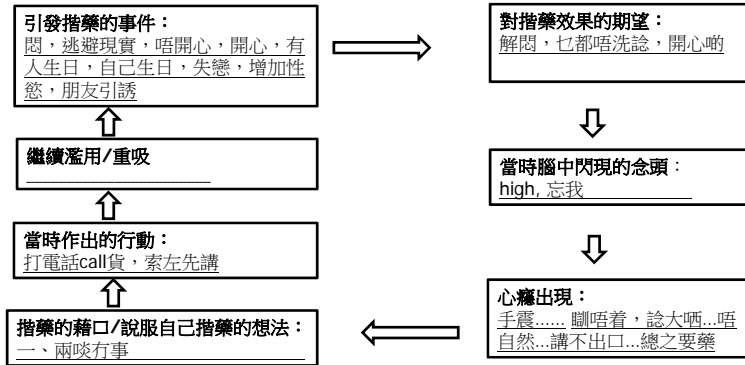 引發揩藥的事件：
悶，逃避現實，唔開心，開心，有
人生日，自己生日，失戀，增加性
慾，朋友引誘
對揩藥效果的期望：
解悶，乜都唔洗諗，開心啲
當時腦中閃現的念頭：
high, 忘我
心癮出現：
手震…… 瞓唔着，諗大哂...唔
自然...講不出口...總之要藥
揩藥的藉口/說服自己揩藥的想法：
一、兩啖冇事
當時作出的行動：
打電話call貨，索左先講
繼續濫用/重吸